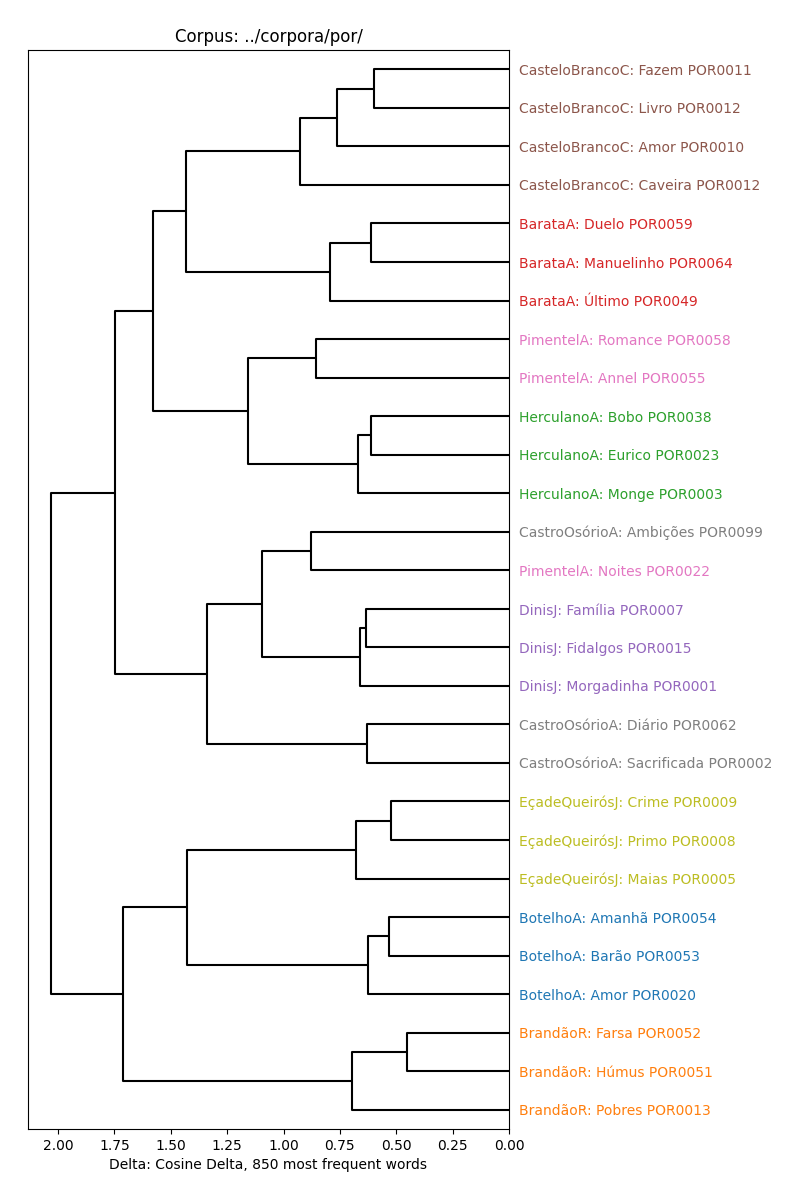 Corpus: ../corpora/por/
CasteloBrancoC: Fazem POR0011
CasteloBrancoC: Livro POR0012
CasteloBrancoC: Amor POR0010
CasteloBrancoC: Caveira POR0012
BarataA: Duelo POR0059
BarataA: Manuelinho POR0064
BarataA: Último POR0049
PimentelA: Romance POR0058
PimentelA: Annel POR0055
HerculanoA: Bobo POR0038
HerculanoA: Eurico POR0023
HerculanoA: Monge POR0003
CastroOsórioA: Ambições POR0099
PimentelA: Noites POR0022
DinisJ: Família POR0007
DinisJ: Fidalgos POR0015
DinisJ: Morgadinha POR0001
CastroOsórioA: Diário POR0062
CastroOsórioA: Sacrificada POR0002
EçadeQueirósJ: Crime POR0009
EçadeQueirósJ: Primo POR0008
EçadeQueirósJ: Maias POR0005
BotelhoA: Amanhã POR0054
BotelhoA: Barão POR0053
BotelhoA: Amor POR0020
BrandãoR: Farsa POR0052
BrandãoR: Húmus POR0051
BrandãoR: Pobres POR0013
2.00 1.75 1.50 1.25 1.00 0.75 0.50 0.25 0.00
Delta: Cosine Delta, 850 most frequent words